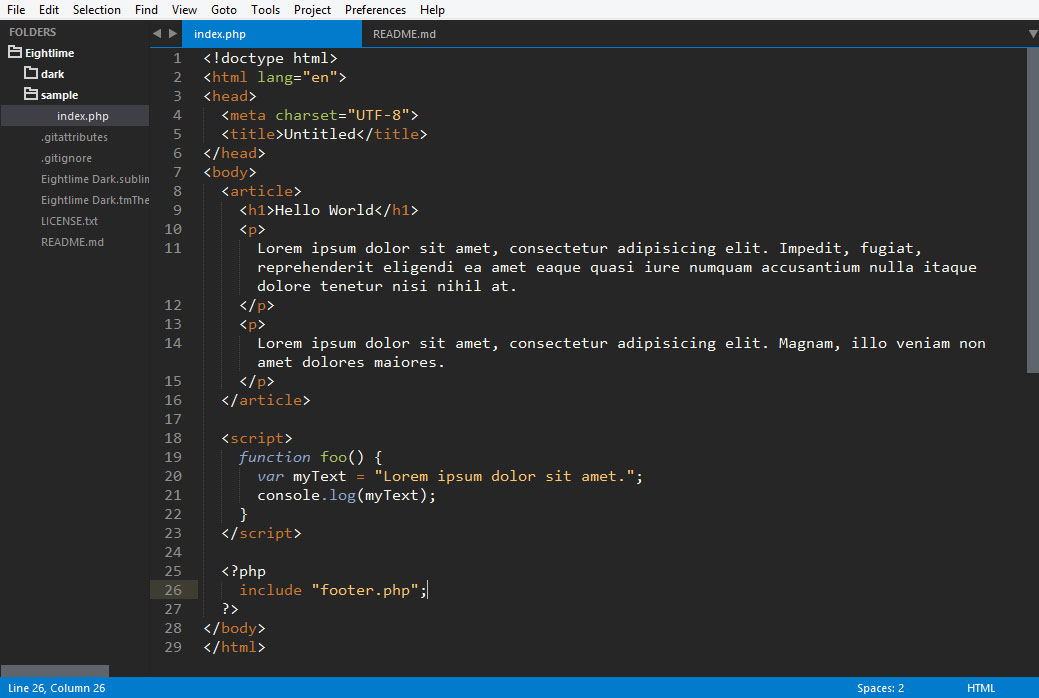 File Edit Selection Find View Goto Tools Project Preferences Help
FOLDERS
Eightlime
dark
sample
index.php
.gitattributes
.gitignore
Eightlime Dark.sublin
Eightlime Dark.tmThe
LICENSE.txt
README.md
index.php README.md
1 <!doctype html>
2 <html lang="en">
3 <head>
4 <meta charset="UTF-8">
5 <title>Untitled</title>
6 </head>
7 <body>
8 <article>
9 <h1>Hello World</h1>
10 <p>
11 Lorem ipsum dolor sit amet, consectetur adipisicing elit. Impedit, fugiat,
reprehenderit eligendi ea amet eaque quasi iure numquam accusantium nulla itaque
dolore tenetur nisi nihil at.
12 </p>
13 <p>
14 Lorem ipsum dolor sit amet, consectetur adipisicing elit. Magnam, illo veniam non
amet dolores maiores.
15 </p>
16 </article>
17
18 <script>
19 function foo() {
20 var myText = "Lorem ipsum dolor sit amet.";
21 console.log(myText);
22 }
23 </script>
24
25 <?php
26 include "footer.php";
27 ?>
28 </body>
29 </html>
Line 26, Column 26 Spaces: 2 HTML